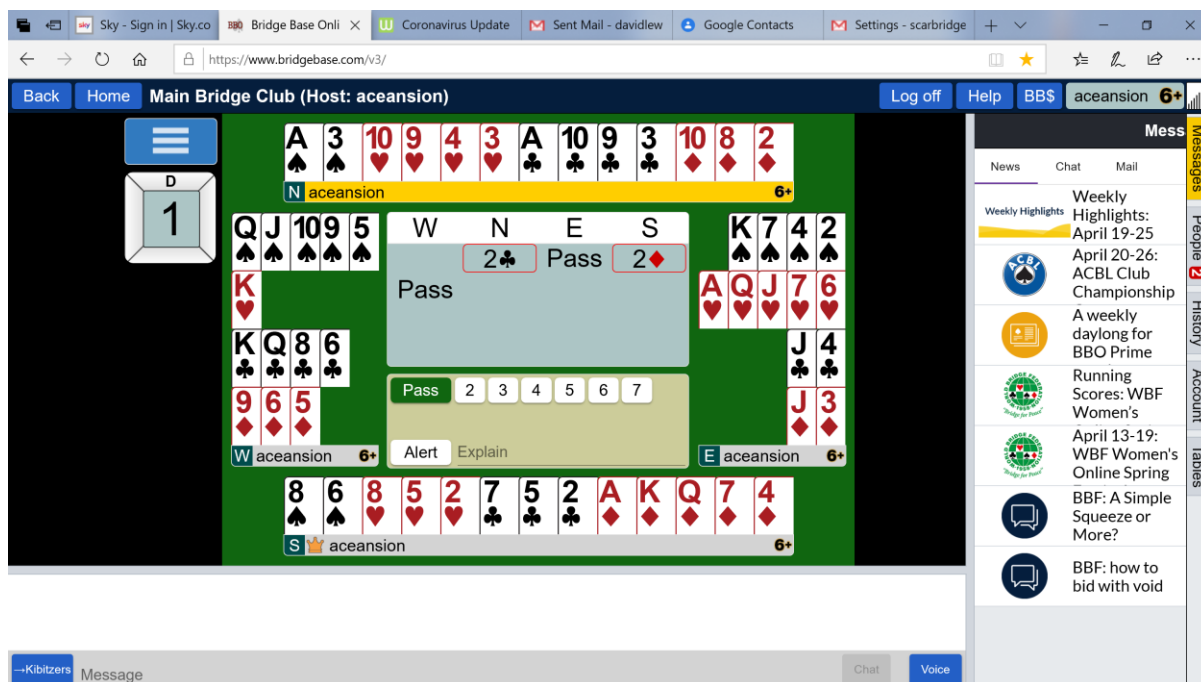 sky Sky - Sign in | Sky.co
BBO Bridge Base Onli
Coronavirus Update
Sent Mail - davidlew
Google Contacts
Settings - scarbridge
https://www.bridgebase.com/v3/
Back Home Main Bridge Club (Host: aceansion) Log off Help BB$ aceansion 6+
D
1
A 3 10 9 4 3 A 10 9 3 10 8 2
N aceansion 6+
Q J 10 9 5
K
K Q 8 6
9 6 5
W aceansion 6+
W N E S
2♣ Pass 2♦
Pass
Pass 2 3 4 5 6 7
Alert Explain
K 7 4 2
A Q J 7 6
J 4
J 3
E aceansion 6+
8 6 8 5 2 7 5 2 A K Q 7 4
S aceansion 6+
→Kibitzers Message Chat Voice
Mess
News Chat Mail
Weekly Highlights
Weekly
Highlights:
April 19-25
ACBL
April 20-26:
ACBL Club
Championship
A weekly
daylong for
BBO Prime
Running
Scores: WBF
Women's
April 13-19:
WBF Women's
Online Spring
BBF: A Simple
Squeeze or
More?
BBF: how to
bid with void
Messages
People 2
History
Account
Tables